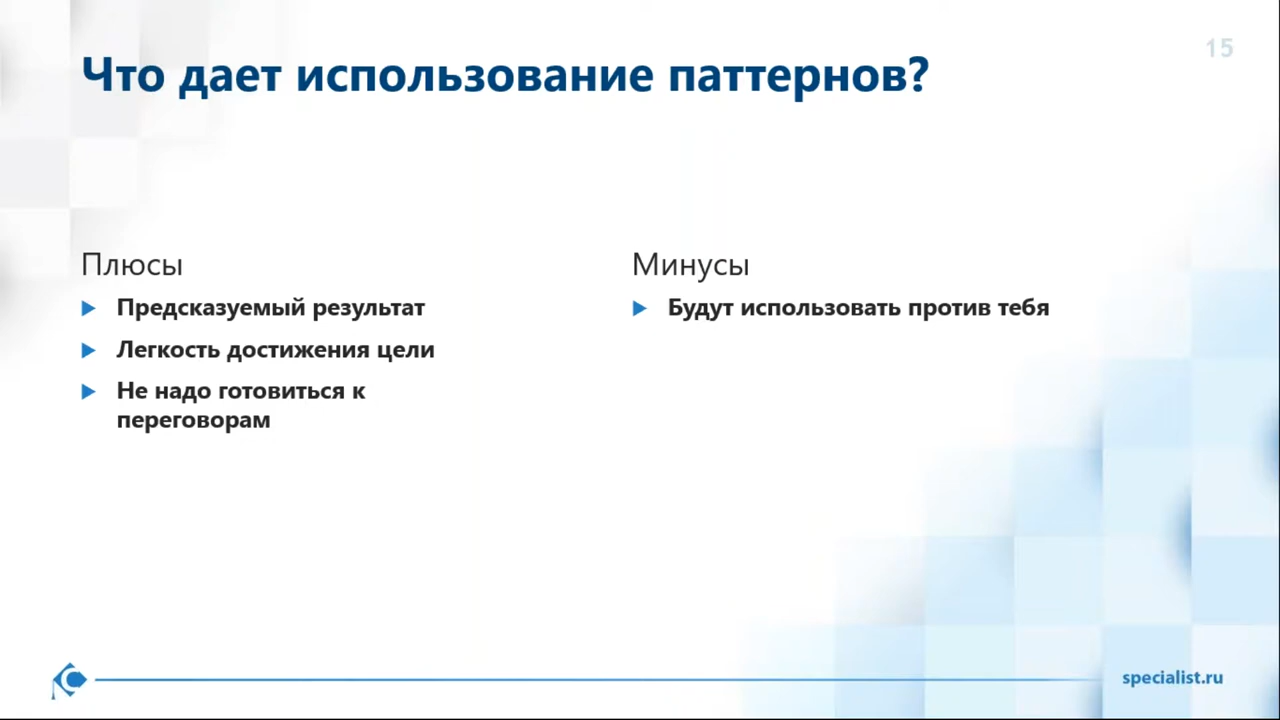 15
Что дает использование паттернов?
Плюсы
Предсказуемый результат
Легкость достижения цели
Не надо готовиться к
переговорам
Минусы
Будут использовать против тебя
specialist.ru